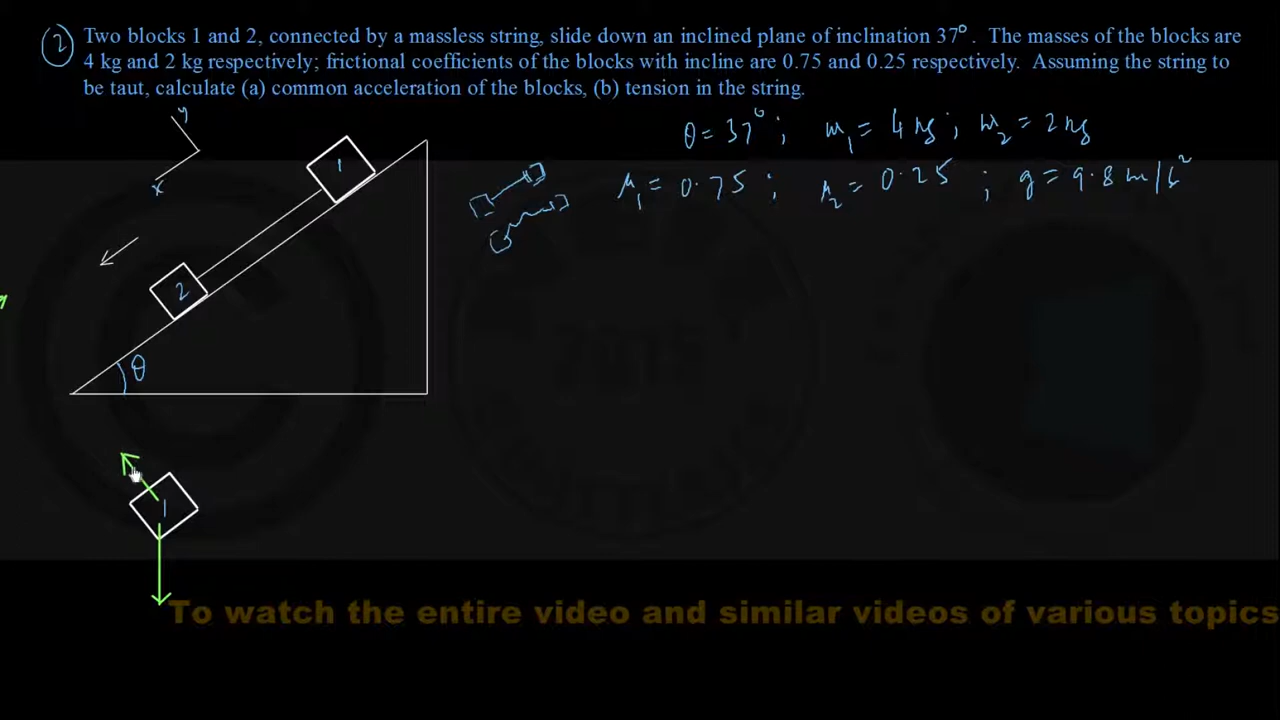 2 Two blocks 1 and 2, connected by a massless string, slide down an inclined plane of inclination 37°. The masses of the blocks are
4 kg and 2 kg respectively; frictional coefficients of the blocks with incline are 0.75 and 0.25 respectively. Assuming the string to
be taut, calculate (a) common acceleration of the blocks, (b) tension in the string.
θ = 37° ; m₁ = 4 kg ; m₂ = 2 kg
μ₁ = 0.75 ; μ₂ = 0.25 ; g = 9.8 m/s²
y
x
1
2
θ
1
To watch the entire video and similar videos of various topics